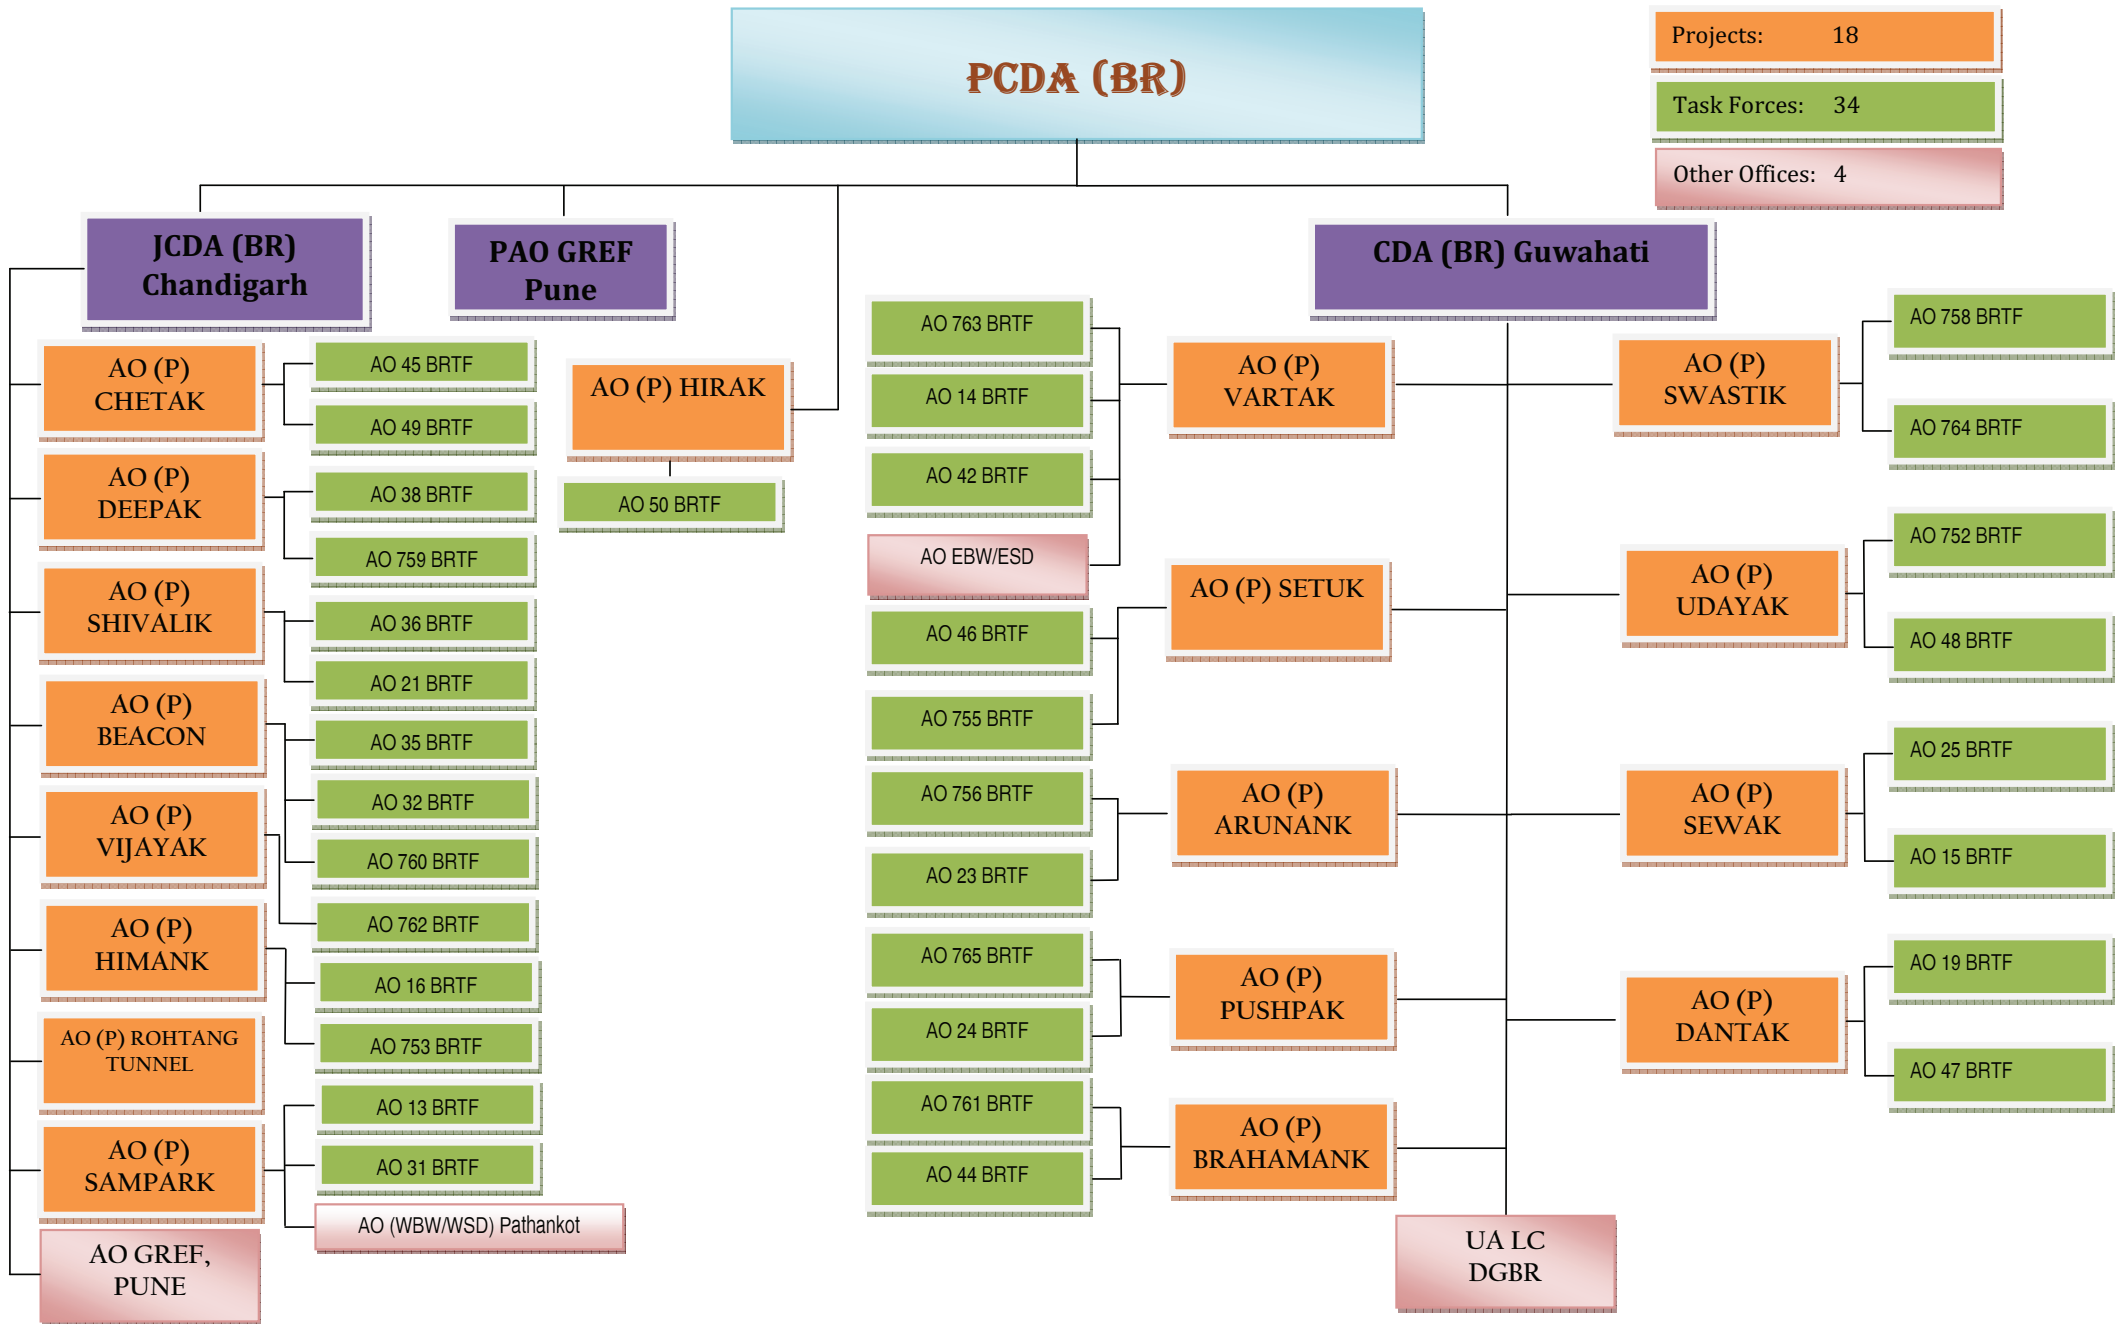 PCDA (BR)
Projects: 18
Task Forces: 34
Other Offices: 4
JCDA (BR)
Chandigarh
PAO GREF
Pune
CDA (BR) Guwahati
AO (P)
CHETAK
AO 45 BRTF
AO 49 BRTF
AO (P)
DEEPAK
AO 38 BRTF
AO 759 BRTF
AO (P)
SHIVALIK
AO 36 BRTF
AO 21 BRTF
AO (P)
BEACON
AO 35 BRTF
AO 32 BRTF
AO 760 BRTF
AO (P)
VIJAYAK
AO 762 BRTF
AO (P)
HIMANK
AO 16 BRTF
AO 753 BRTF
AO (P) ROHTANG
TUNNEL
AO (P)
SAMPARK
AO 13 BRTF
AO 31 BRTF
AO (WBW/WSD) Pathankot
AO GREF,
PUNE
AO (P) HIRAK
AO 50 BRTF
AO 763 BRTF
AO 14 BRTF
AO 42 BRTF
AO EBW/ESD
AO (P)
VARTAK
AO 46 BRTF
AO 755 BRTF
AO (P) SETUK
AO 756 BRTF
AO 23 BRTF
AO (P)
ARUNANK
AO 765 BRTF
AO 24 BRTF
AO (P)
PUSHPAK
AO 761 BRTF
AO 44 BRTF
AO (P)
BRAHAMANK
AO (P)
SWASTIK
AO 758 BRTF
AO 764 BRTF
AO (P)
UDAYAK
AO 752 BRTF
AO 48 BRTF
AO (P)
SEWAK
AO 25 BRTF
AO 15 BRTF
AO (P)
DANTAK
AO 19 BRTF
AO 47 BRTF
UA LC
DGBR